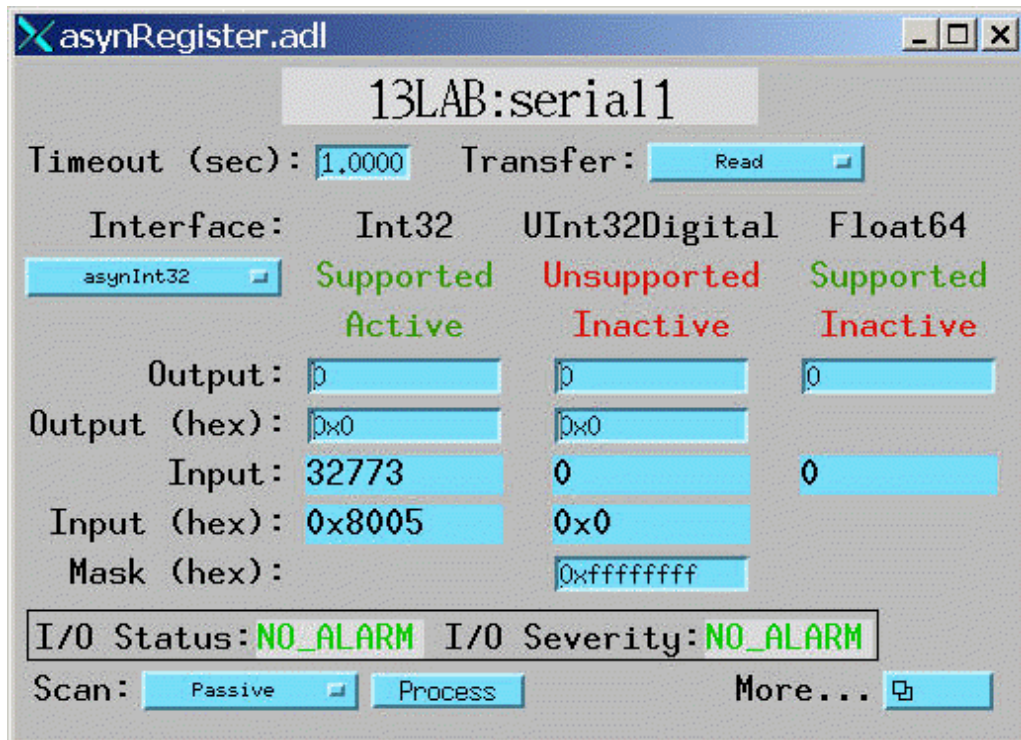 asynRegister.adl
13LAB:serial1
Timeout (sec): 1.0000 Transfer: Read
Interface: Int32 UInt32Digital Float64
asynInt32 Supported Unsupported Supported
Active Inactive Inactive
Output: 0 0 0
Output (hex): 0x0 0x0
Input: 32773 0 0
Input (hex): 0x8005 0x0
Mask (hex): 0xffffffff
I/O Status: NO_ALARM I/O Severity: NO_ALARM
Scan: Passive Process More...